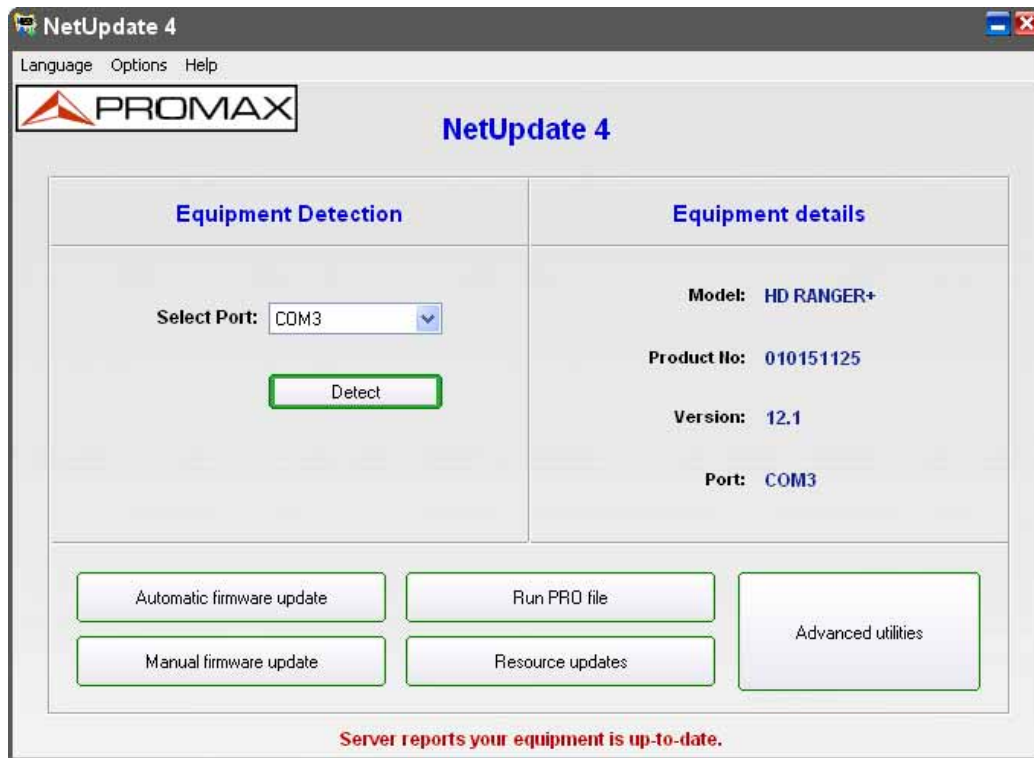 NetUpdate 4
Language Options Help
PROMAX
NetUpdate 4
Equipment Detection
Select Port: COM3
Detect
Equipment details
Model: HD RANGER+
Product No: 010151125
Version: 12.1
Port: COM3
Automatic firmware update
Run PRO file
Manual firmware update
Resource updates
Advanced utilities
Server reports your equipment is up-to-date.